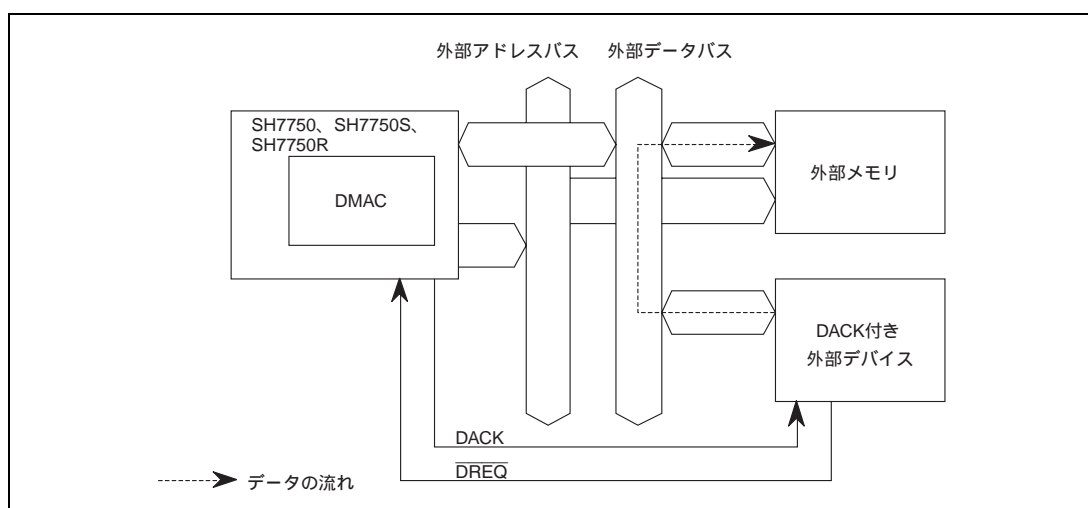 外部アドレスバス 外部データバス
SH7750、SH7750S、
SH7750R
DMAC
外部メモリ
DACK付き
外部デバイス
DACK
DREQ
データの流れ